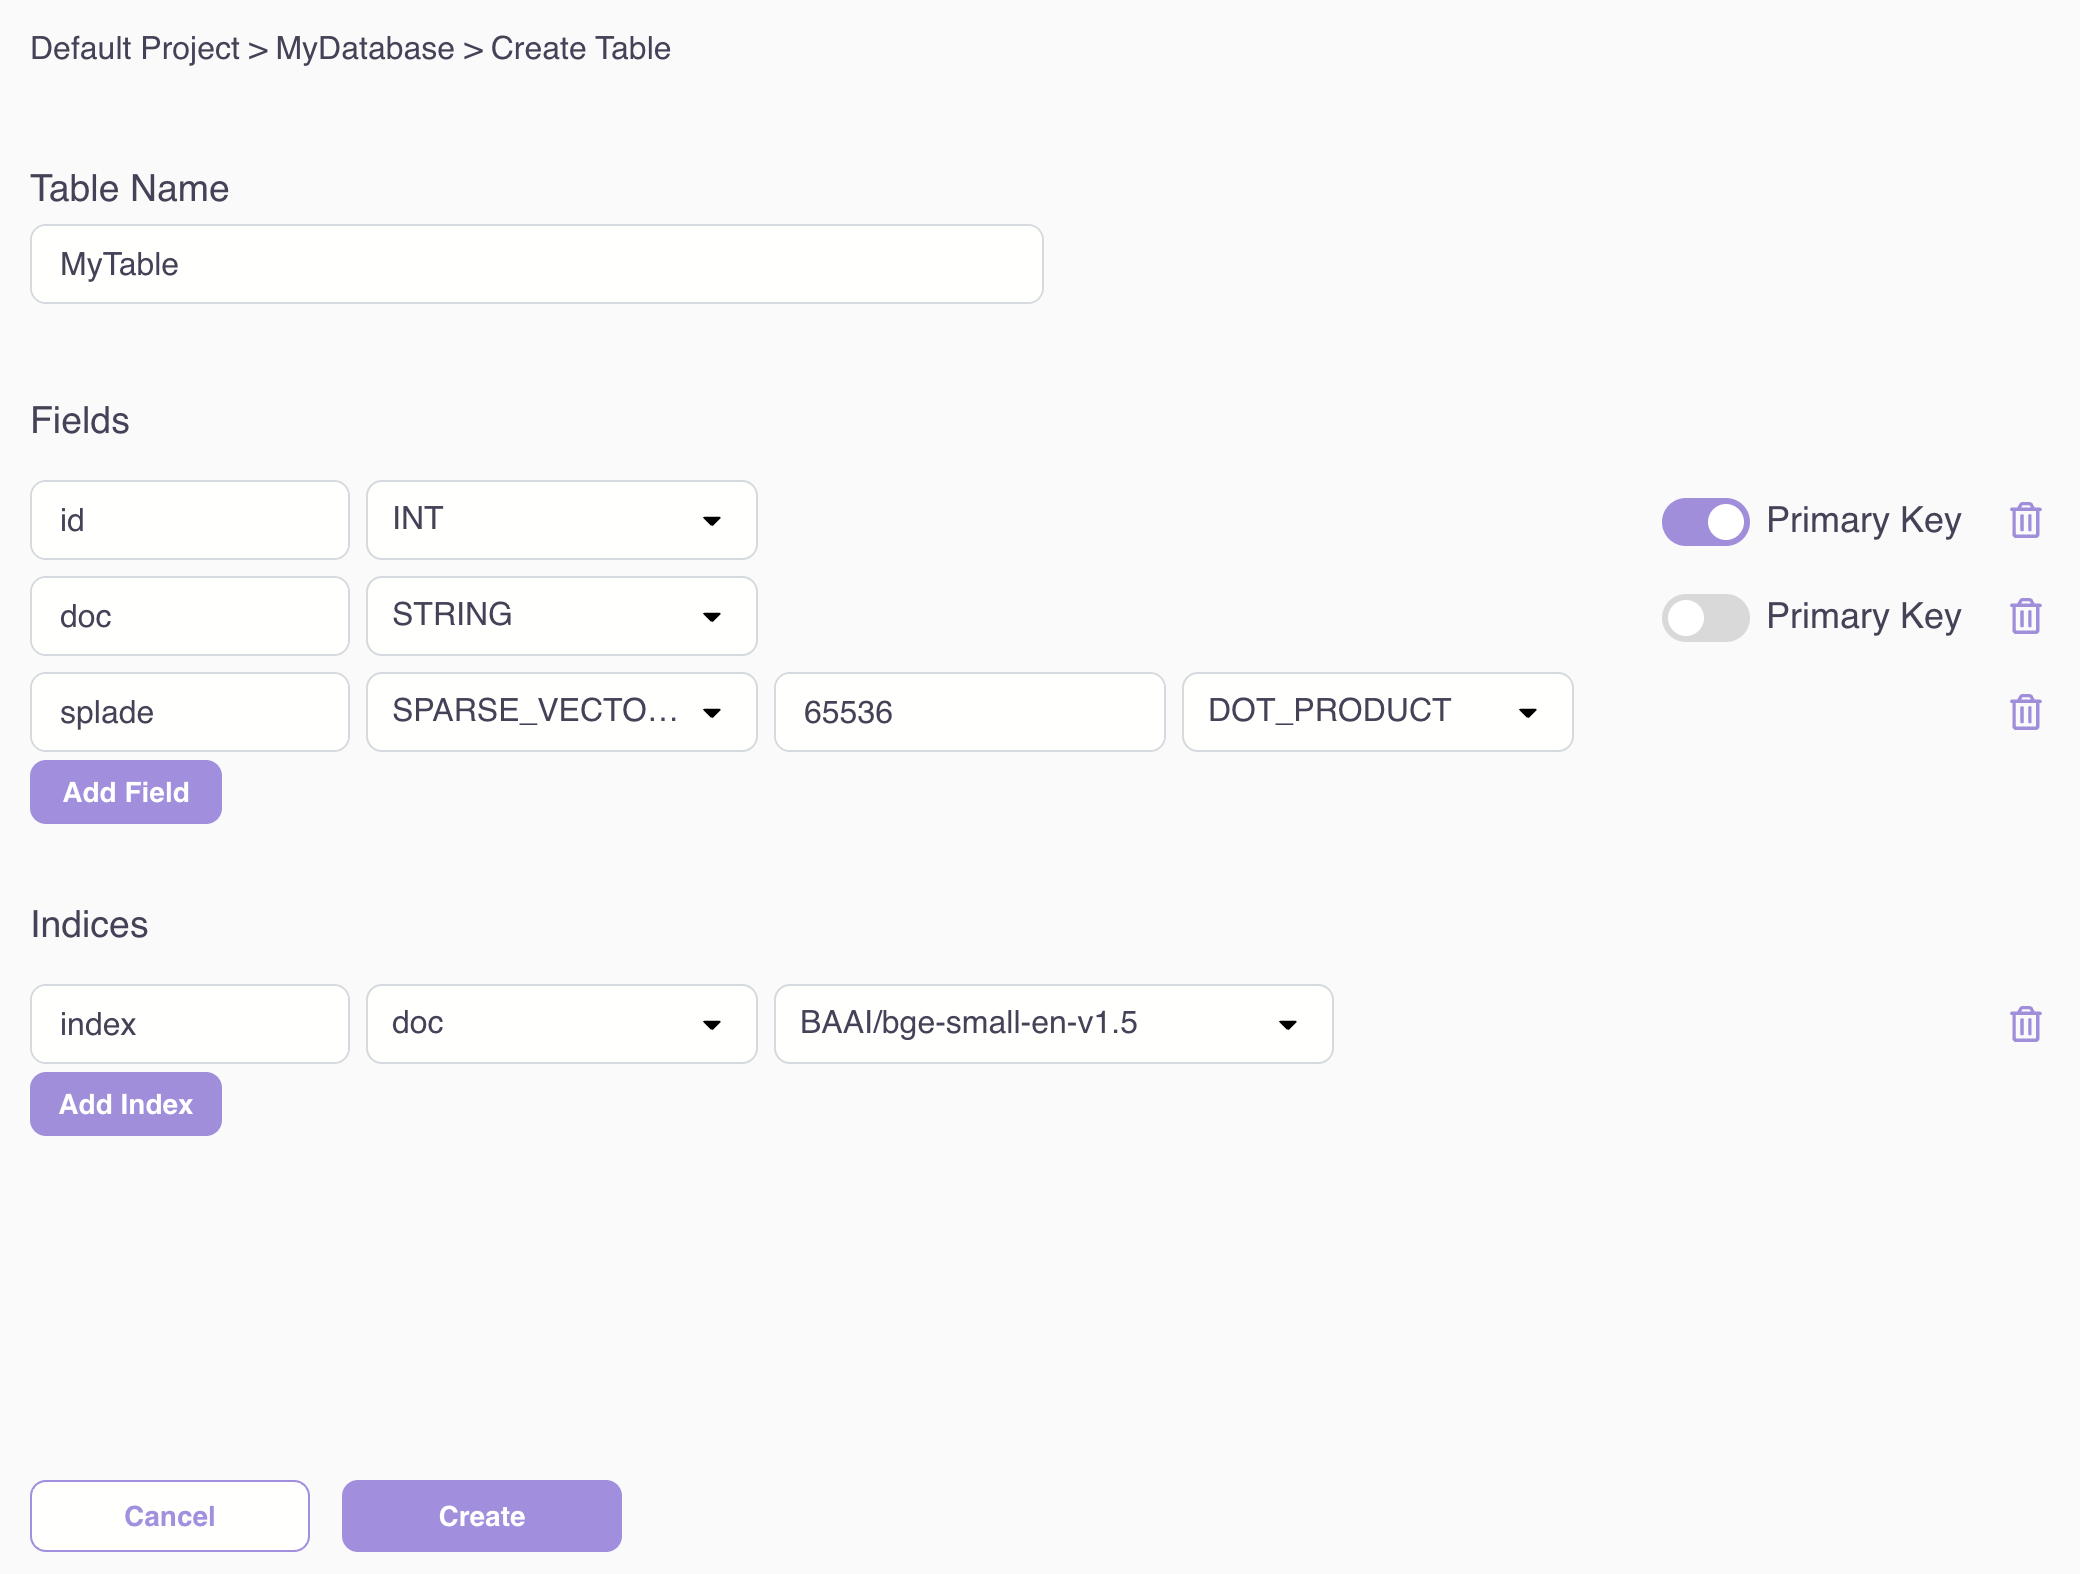 Default Project > MyDatabase > Create Table
Table Name
MyTable
Fields
id INT Primary Key
doc STRING Primary Key
splade SPARSE_VECTO... 65536 DOT_PRODUCT
Add Field
Indices
index doc BAAI/bge-small-en-v1.5
Add Index
Cancel Create